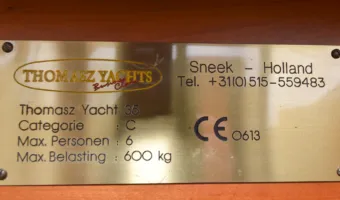 THOMASZ YACHTS
Sneek - Holland
Tel. +31(0)515-559483
Thomasz Yacht 35
Categorie : C
Max. Personen : 6
Max. Belasting : 600 kg
CE 0613